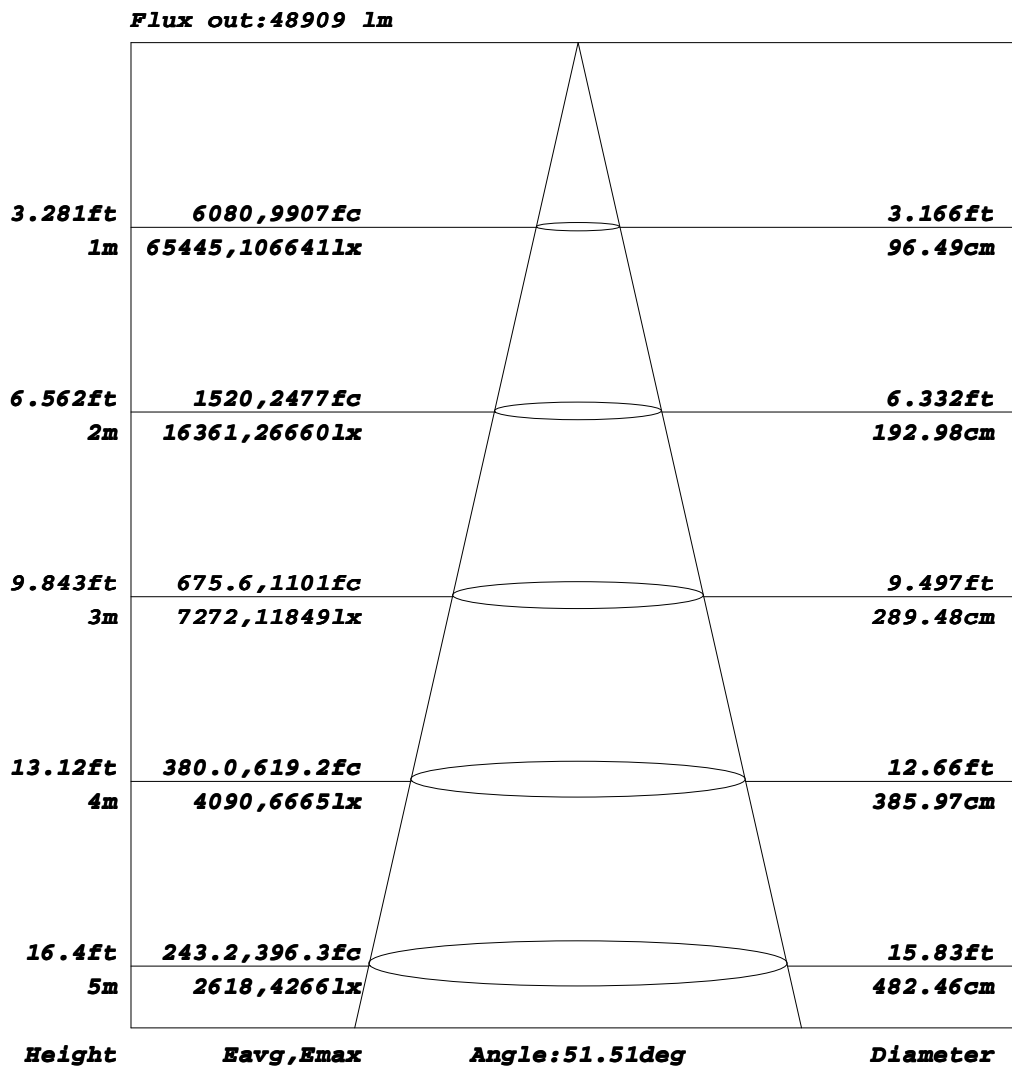 Flux out:48909 lm
3.281ft 6080,9907fc 3.166ft
1m 65445,106641lx 96.49cm
6.562ft 1520,2477fc 6.332ft
2m 16361,26660lx 192.98cm
9.843ft 675.6,1101fc 9.497ft
3m 7272,11849lx 289.48cm
13.12ft 380.0,619.2fc 12.66ft
4m 4090,6665lx 385.97cm
16.4ft 243.2,396.3fc 15.83ft
5m 2618,4266lx 482.46cm
Height Eavg,Emax Angle:51.51deg Diameter